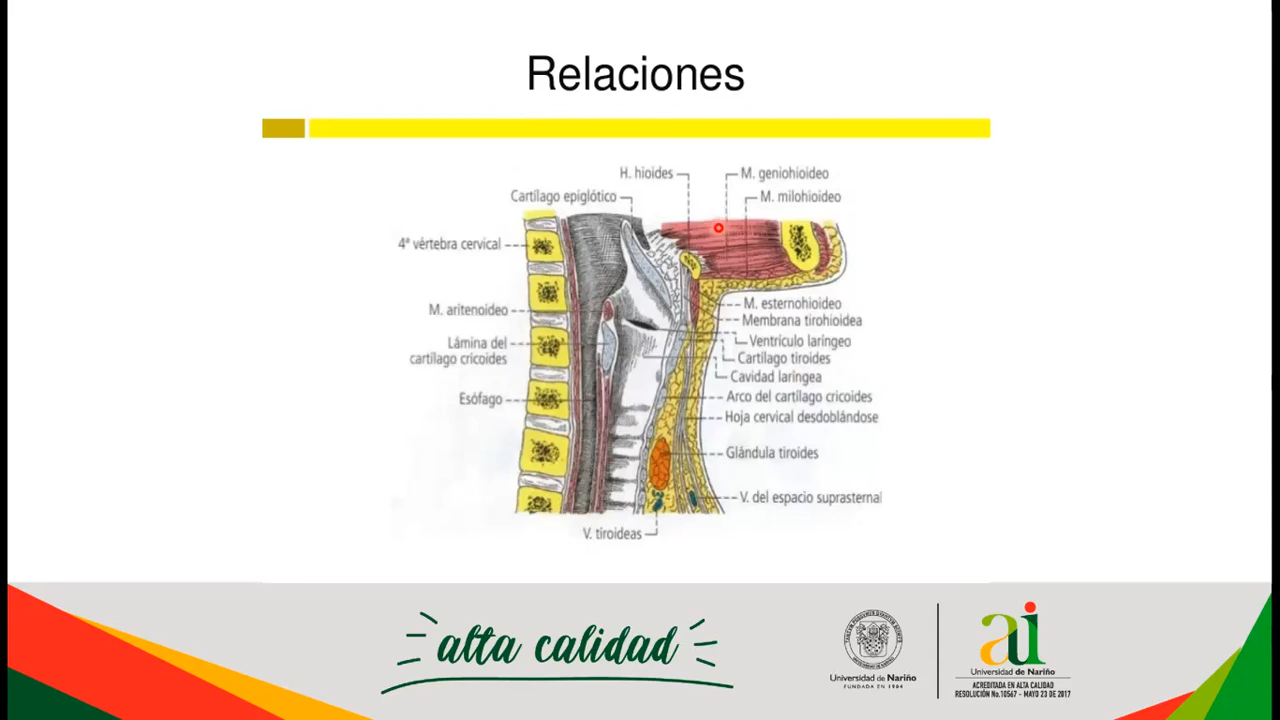 Relaciones
H. hioides
M. geniohioideo
Cartílago epiglótico
M. milohioideo
4ª vértebra cervical
M. aritenoideo
Lámina del
cartílago cricoides
Esófago
M. esternohioideo
Membrana tirohioidea
Ventrículo laríngeo
Cartílago tiroides
Cavidad laríngea
Arco del cartílago cricoides
Hoja cervical desdoblándose
Glándula tiroides
V. del espacio suprasternal
V. tiroideas
alta calidad
Universidad de Nariño
FUNDADA EN 1904
ai
Universidad de Nariño
ACREDITADA EN ALTA CALIDAD
RESOLUCIÓN No.10567 - MAYO 23 DE 2017